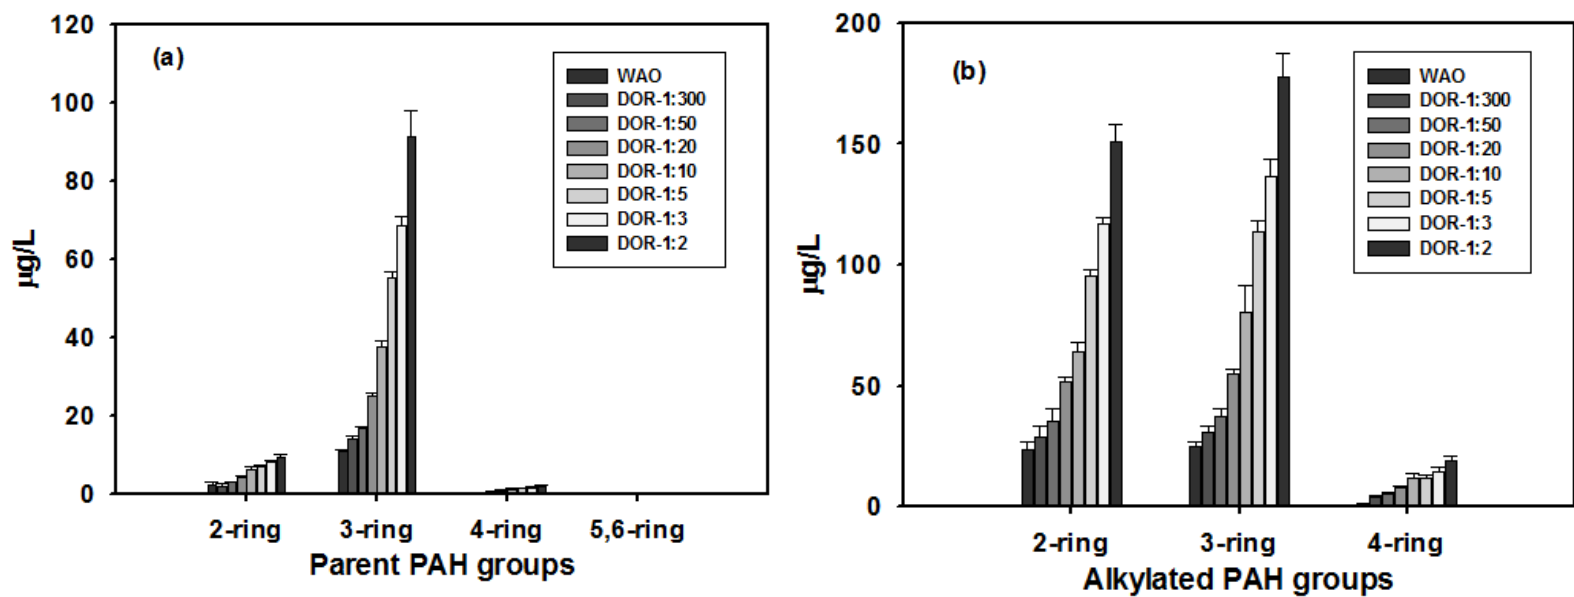 120
100
80
60
40
20
0
µg/L
(a)
WAO
DOR-1:300
DOR-1:50
DOR-1:20
DOR-1:10
DOR-1:5
DOR-1:3
DOR-1:2
2-ring 3-ring 4-ring 5,6-ring
Parent PAH groups
200
150
100
50
0
µg/L
(b)
WAO
DOR-1:300
DOR-1:50
DOR-1:20
DOR-1:10
DOR-1:5
DOR-1:3
DOR-1:2
2-ring 3-ring 4-ring
Alkylated PAH groups